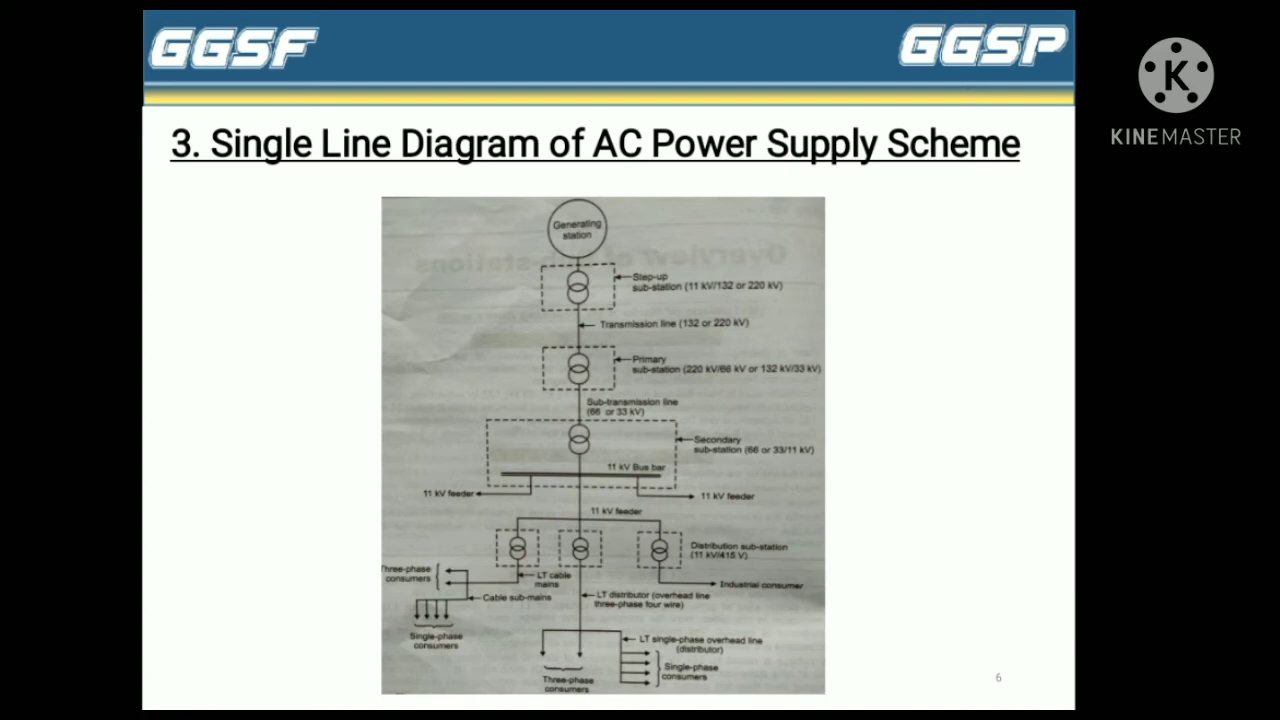 GGSF
GGSP
K
KINEMASTER
3. Single Line Diagram of AC Power Supply Scheme
Generating
station
Overview of Sub-stations
Step-up
sub-station (11 kV/132 or 220 kV)
Transmission line (132 or 220 kV)
Primary
sub-station (220 kV/66 kV or 132 kV/33 kV)
Sub-transmission line
(66 or 33 kV)
Secondary
sub-station (66 or 33/11 kV)
11 kV Bus bar
11 kV feeder
11 kV feeder
11 kV feeder
Distribution sub-station
(11 kV/415 V)
Three-phase
consumers
LT cable
mains
Industrial consumer
Cable sub-mains
LT distributor (overhead line
three-phase four wire)
Single-phase
consumers
LT single-phase overhead line
(distributor)
Single-phase
consumers
Three-phase
consumers
6